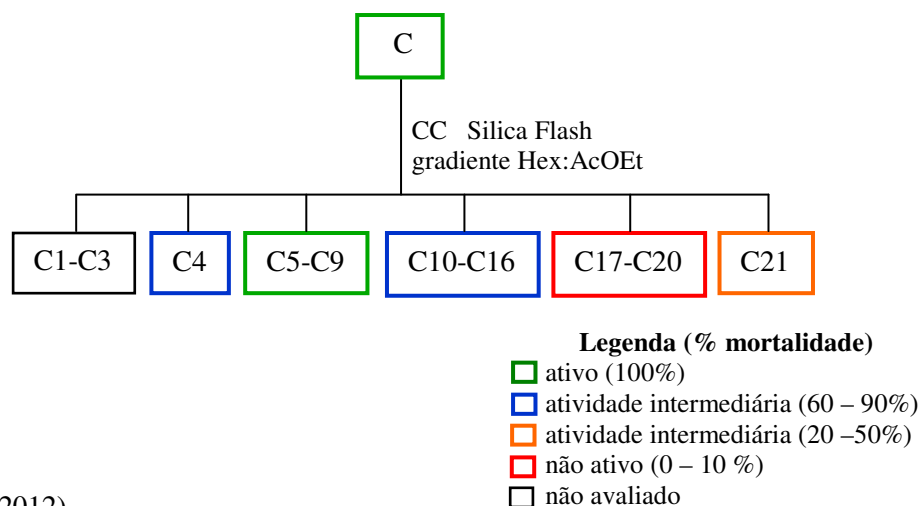 C
CC Silica Flash
gradiente Hex:AcOEt
C1-C3 C4 C5-C9 C10-C16 C17-C20 C21
Legenda (% mortalidade)
ativo (100%)
atividade intermediária (60 – 90%)
atividade intermediária (20 –50%)
não ativo (0 – 10 %)
não avaliado
2012)